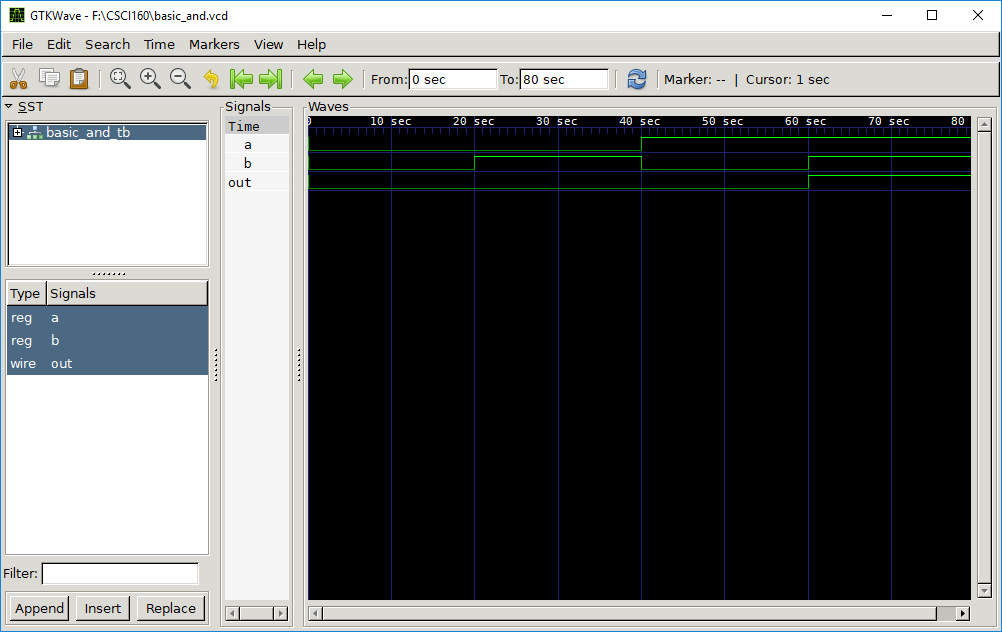 GTKWave - F:\CSCI160\basic_and.vcd
File Edit Search Time Markers View Help
From: 0 sec To: 80 sec Marker: -- | Cursor: 1 sec
SST
basic_and_tb
Type Signals
reg a
reg b
wire out
Filter:
Append Insert Replace
Signals
Time
a
b
out
Waves
0 10 sec 20 sec 30 sec 40 sec 50 sec 60 sec 70 sec 80